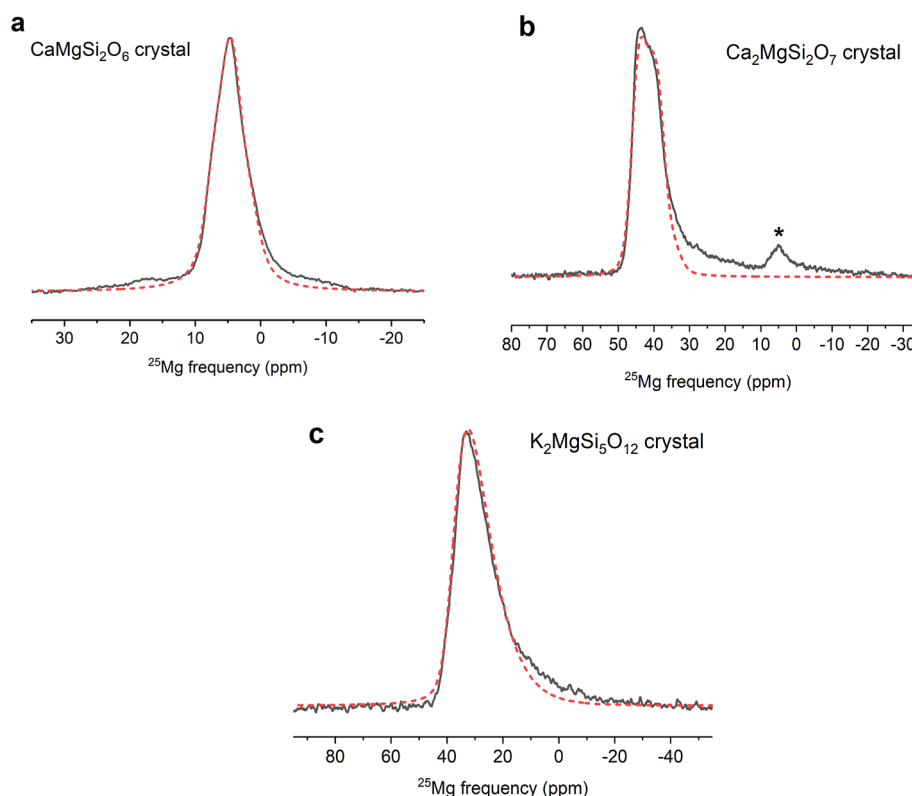 a
CaMgSi₂O₆ crystal
30 20 10 0 -10 -20
²⁵Mg frequency (ppm)
b
Ca₂MgSi₂O₇ crystal
*
80 70 60 50 40 30 20 10 0 -10 -20 -30
²⁵Mg frequency (ppm)
c
K₂MgSi₅O₁₂ crystal
80 60 40 20 0 -20 -40
²⁵Mg frequency (ppm)